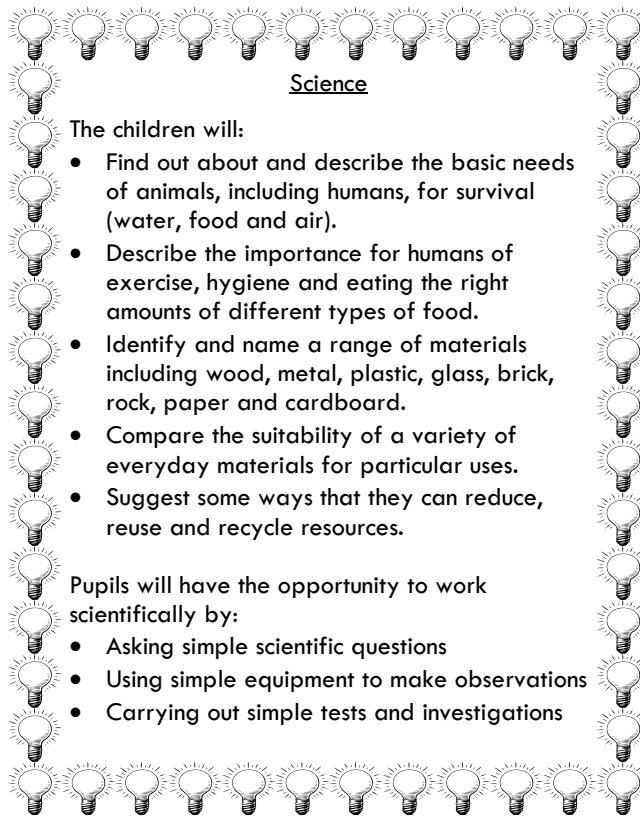 Science
The children will:
• Find out about and describe the basic needs
of animals, including humans, for survival
(water, food and air).
• Describe the importance for humans of
exercise, hygiene and eating the right
amounts of different types of food.
• Identify and name a range of materials
including wood, metal, plastic, glass, brick,
rock, paper and cardboard.
• Compare the suitability of a variety of
everyday materials for particular uses.
• Suggest some ways that they can reduce,
reuse and recycle resources.
Pupils will have the opportunity to work
scientifically by:
• Asking simple scientific questions
• Using simple equipment to make observations
• Carrying out simple tests and investigations